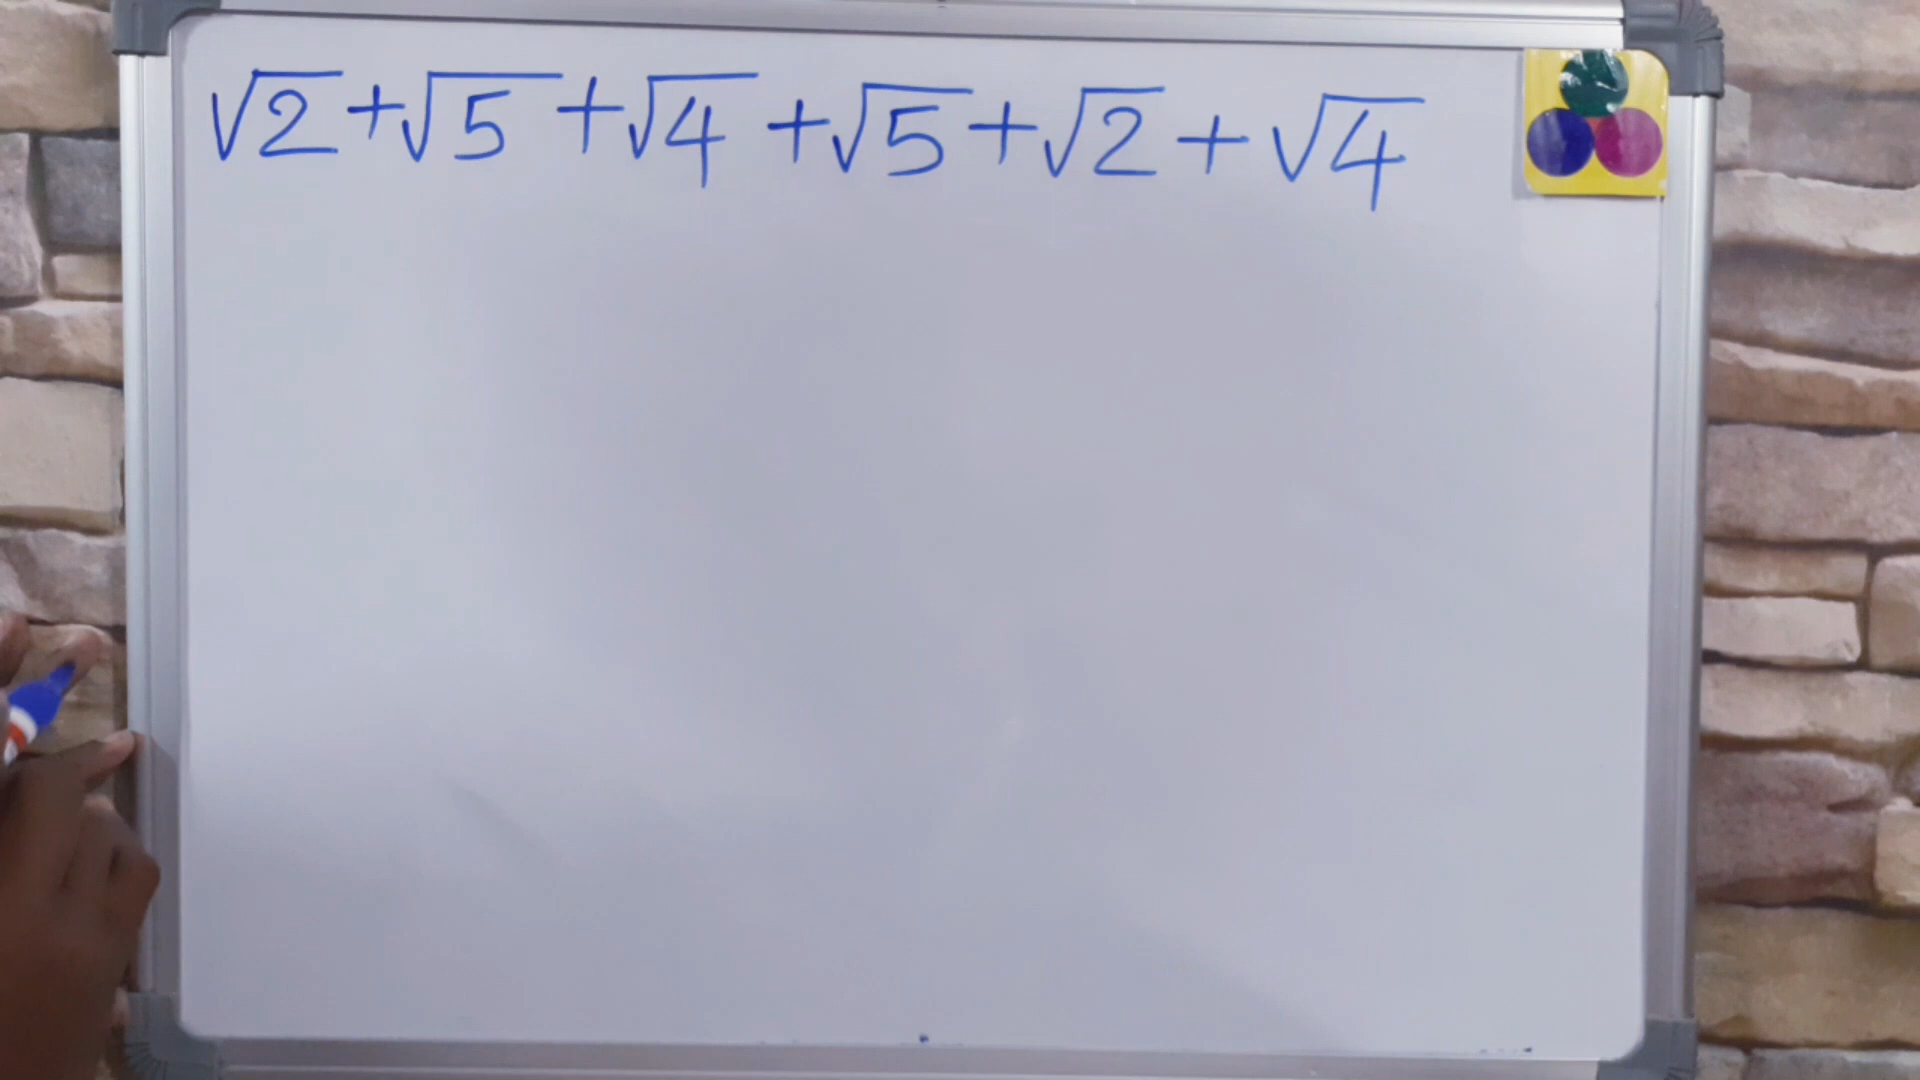 √2 + √5 + √4 + √5 + √2 + √4